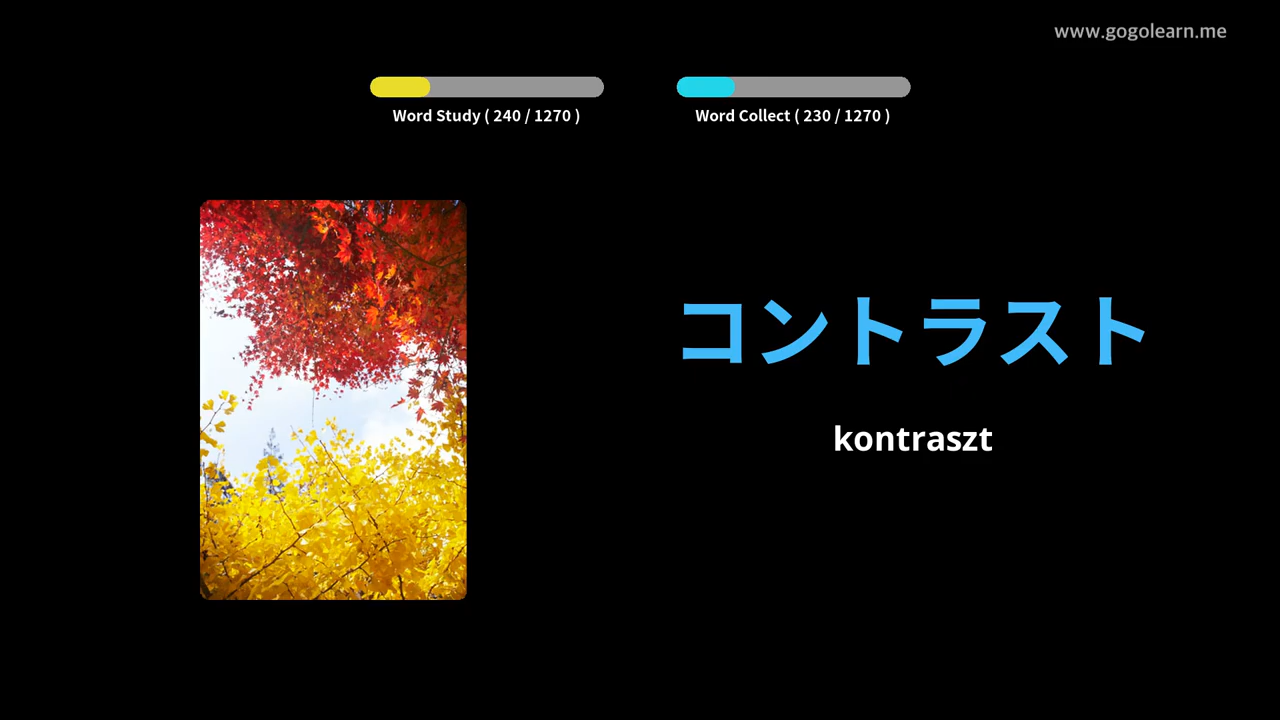 www.gogolearn.me
Word Study ( 240 / 1270 )
Word Collect ( 230 / 1270 )
コントラスト
kontraszt